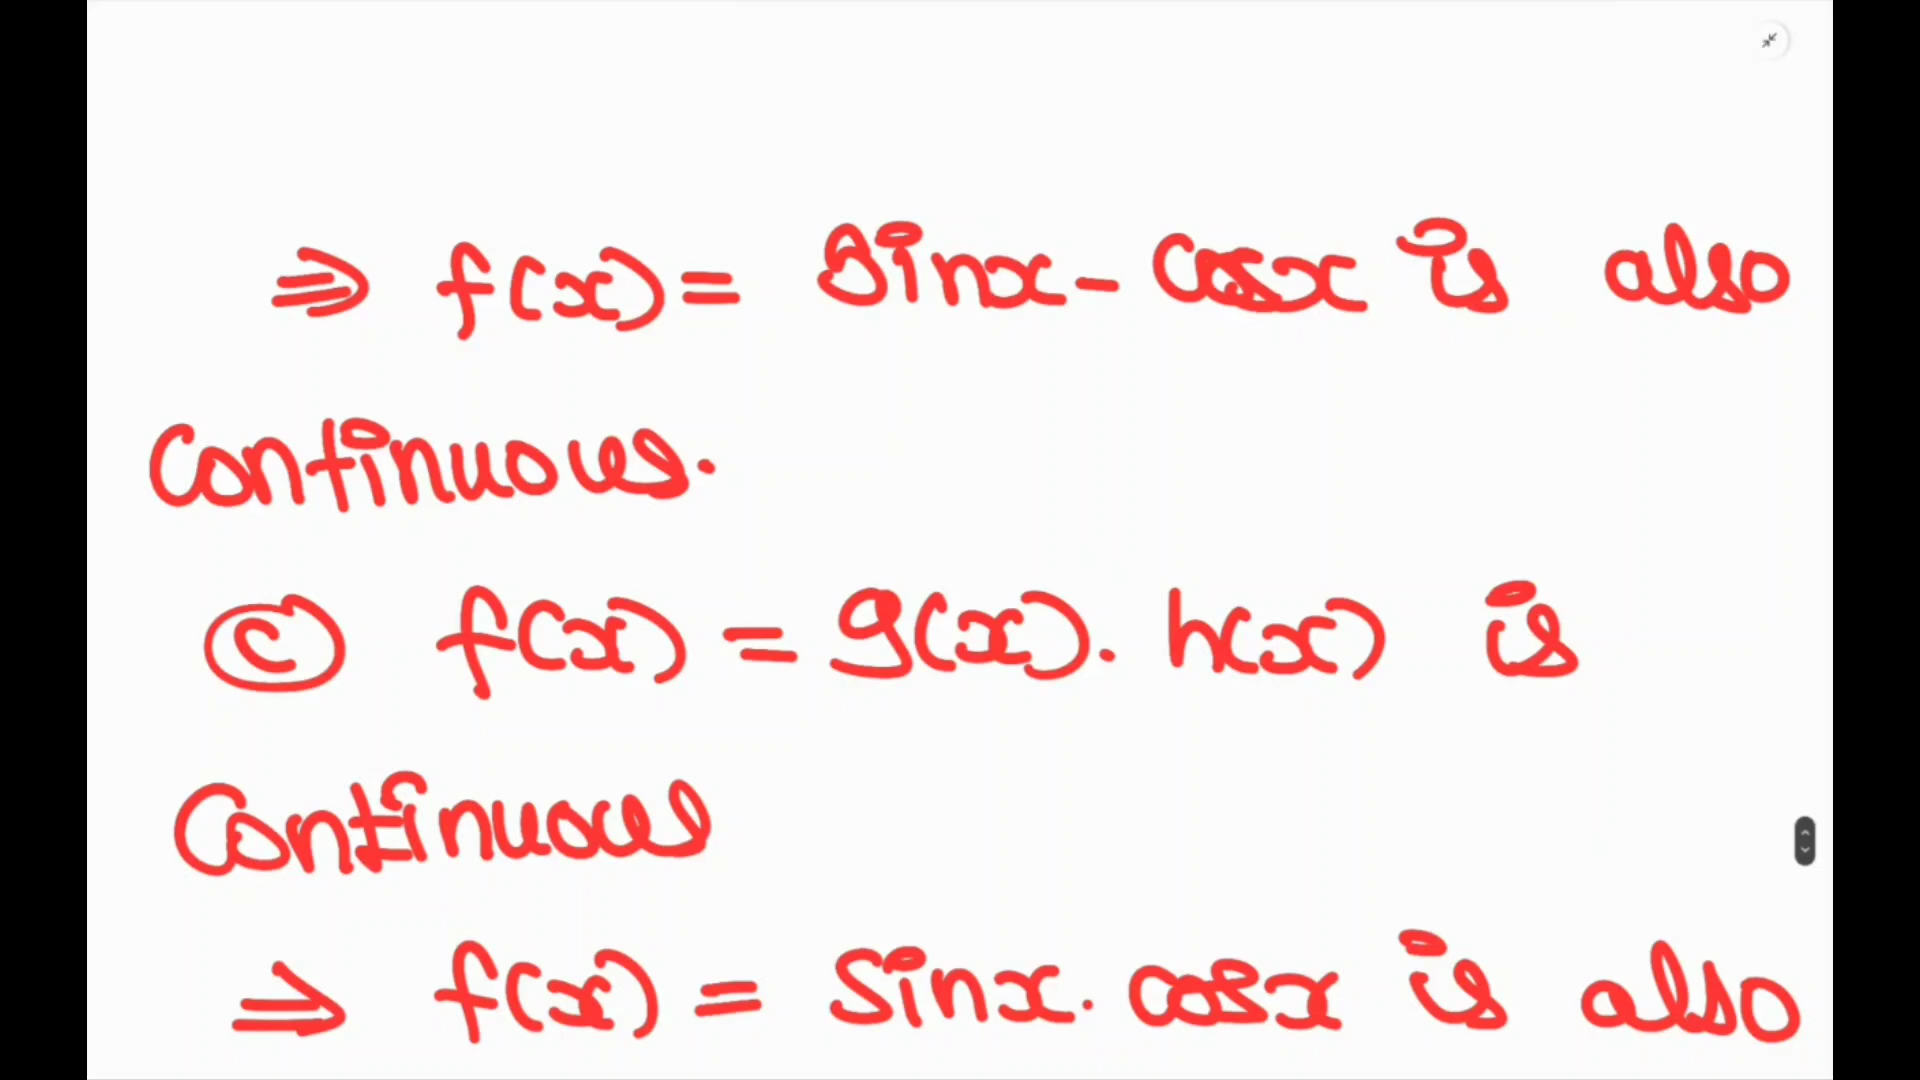 ⇒ f(x) = Sinx - cosx is also
continuous.
ⓒ f(x) = g(x). h(x) is
Continuous
⇒ f(x) = Sinx. cosx is also